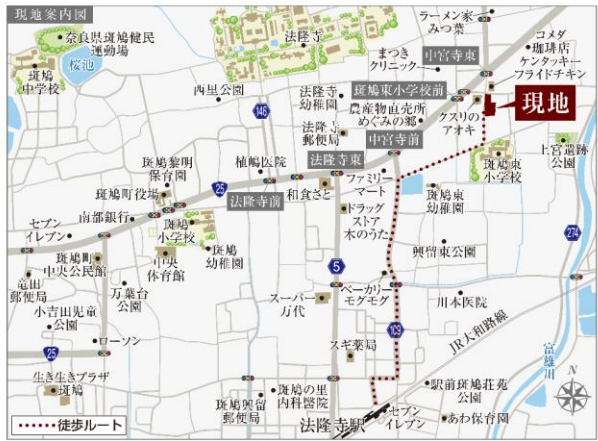 現地案内図
奈良県斑鳩健民
運動場
桜池
斑鳩
中学校
法隆寺
西里公園
146
法隆寺
幼稚園
法隆寺
郵便局
まつき
クリニック
中宮寺東
ラーメン家
みつ葉
コメダ
珈琲店
ケンタッキー
フライドチキン
斑鳩東小学校前
農産物直売所
めぐみの郷
中宮寺前
クスリの
アオキ
現地
上宮遺跡
公園
斑鳩東
小学校
斑鳩黎明
保育園
植嶋医院
法隆寺東
ファミリー
マート
斑鳩町役場
25
法隆寺前
和食さと
斑鳩東
幼稚園
南都銀行
セブン
イレブン
斑鳩
小学校
斑鳩
幼稚園
ドラッグ
ストア
木のうた
興留東公園
274
斑鳩町
中央公民館
中央
体育館
5
竜田
郵便局
万葉台
公園
スーパー
万代
ベーカリー
モグモグ
川本医院
小吉田児童
公園
ローソン
109
JR大和路線
富雄川
25
スギ薬局
生き生きプラザ
斑鳩
斑鳩の里
内科醫院
斑鳩興留
郵便局
駅前斑鳩荘苑
公園
セブン
イレブン
あわ保育園
法隆寺駅
徒歩ルート
N